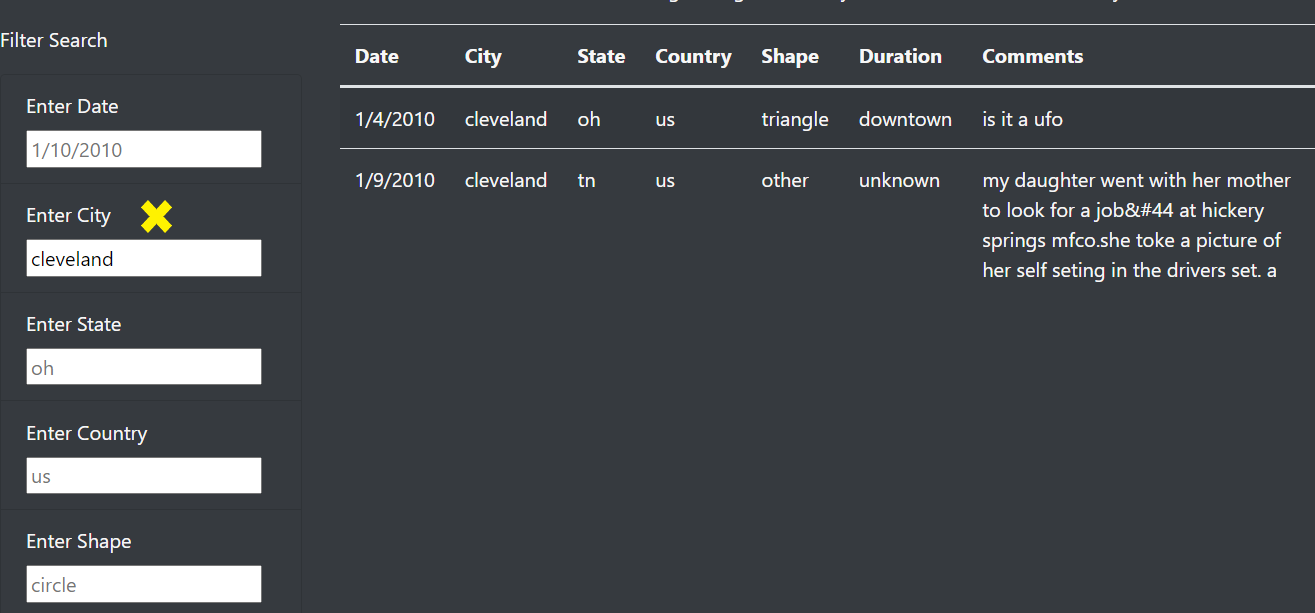 Filter Search
Enter Date
1/10/2010
Enter City
cleveland
Enter State
oh
Enter Country
us
Enter Shape
circle
Date City State Country Shape Duration Comments
1/4/2010 cleveland oh us triangle downtown is it a ufo
1/9/2010 cleveland tn us other unknown my daughter went with her mother
to look for a job&#44 at hickery
springs mfco.she toke a picture of
her self seting in the drivers set. a